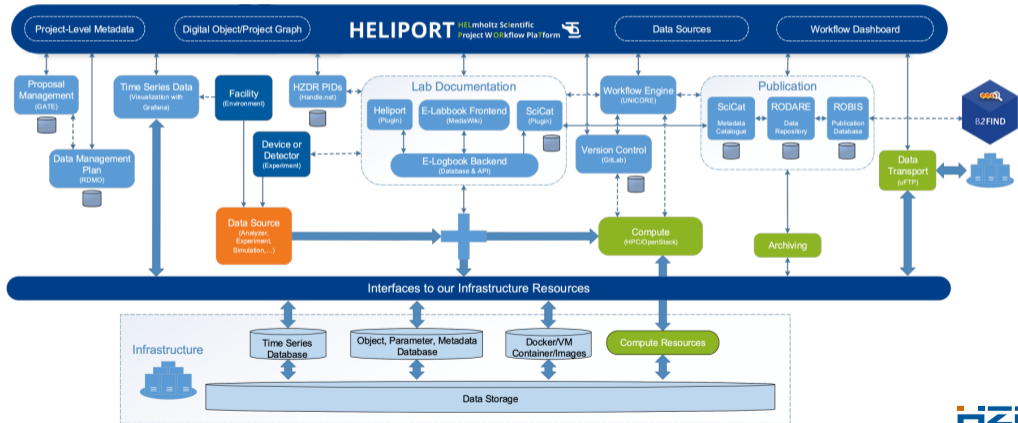 Project-Level Metadata
Digital Object/Project Graph
HELIPORT
HELmholtz ScIentific
Project WORkflow PlaTform
Data Sources
Workflow Dashboard
Proposal
Management
(GATE)
Time Series Data
(Visualization with
Grafana)
Facility
(Environment)
HZDR PIDs
(Handle.net)
Lab Documentation
Heliport
(Plugin)
E-Labbook Frontend
(MediaWiki)
SciCat
(Plugin)
E-Logbook Backend
(Database & API)
Workflow Engine
(UNICORE)
Version Control
(GitLab)
Publication
SciCat
Metadata
Catalogue
RODARE
Data
Repository
ROBIS
Publication
Database
B2FIND
Data Management
Plan
(RDMO)
Device or
Detector
(Experiment)
Data
Transport
(uFTP)
Data Source
(Analyzer,
Experiment,
Simulation,...)
Compute
(HPC/OpenStack)
Archiving
Interfaces to our Infrastructure Resources
Infrastructure
Time Series
Database
Object, Parameter, Metadata
Database
Docker/VM
Container/Images
Compute Resources
Data Storage